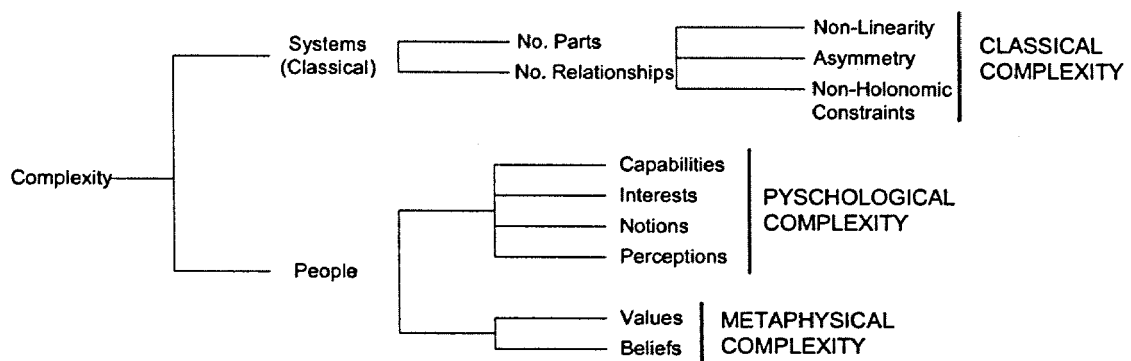 Complexity
Systems
(Classical)
No. Parts
No. Relationships
Non-Linearity
Asymmetry
Non-Holonomic
Constraints
CLASSICAL
COMPLEXITY
People
Capabilities
Interests
Notions
Perceptions
PYSCHOLOGICAL
COMPLEXITY
Values
Beliefs
METAPHYSICAL
COMPLEXITY